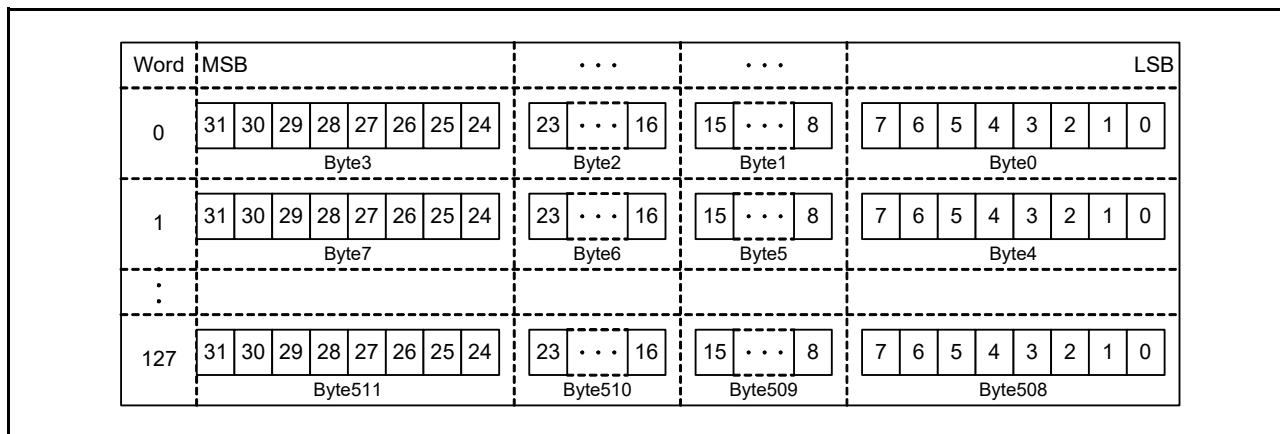 Word MSB · · · · · · LSB
0 31 30 29 28 27 26 25 24 23 · · · 16 15 · · · 8 7 6 5 4 3 2 1 0
Byte3 Byte2 Byte1 Byte0
1 31 30 29 28 27 26 25 24 23 · · · 16 15 · · · 8 7 6 5 4 3 2 1 0
Byte7 Byte6 Byte5 Byte4
⋮
127 31 30 29 28 27 26 25 24 23 · · · 16 15 · · · 8 7 6 5 4 3 2 1 0
Byte511 Byte510 Byte509 Byte508